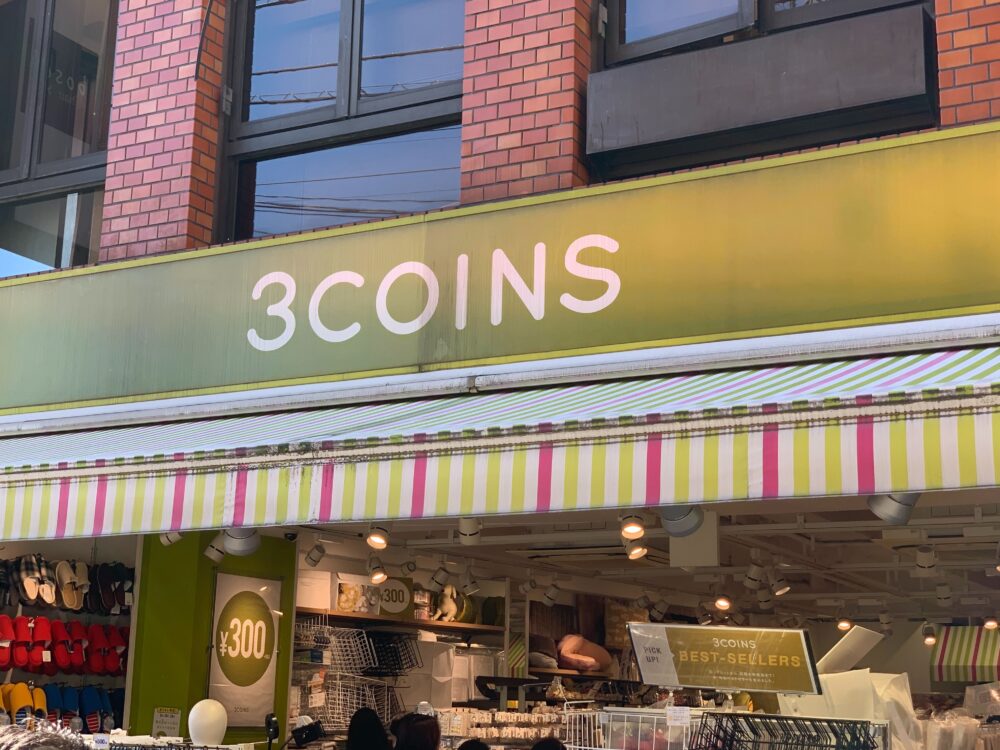 3COINS
¥300
3COINS
¥300
3COINS
PICK UP!
BEST-SELLERS